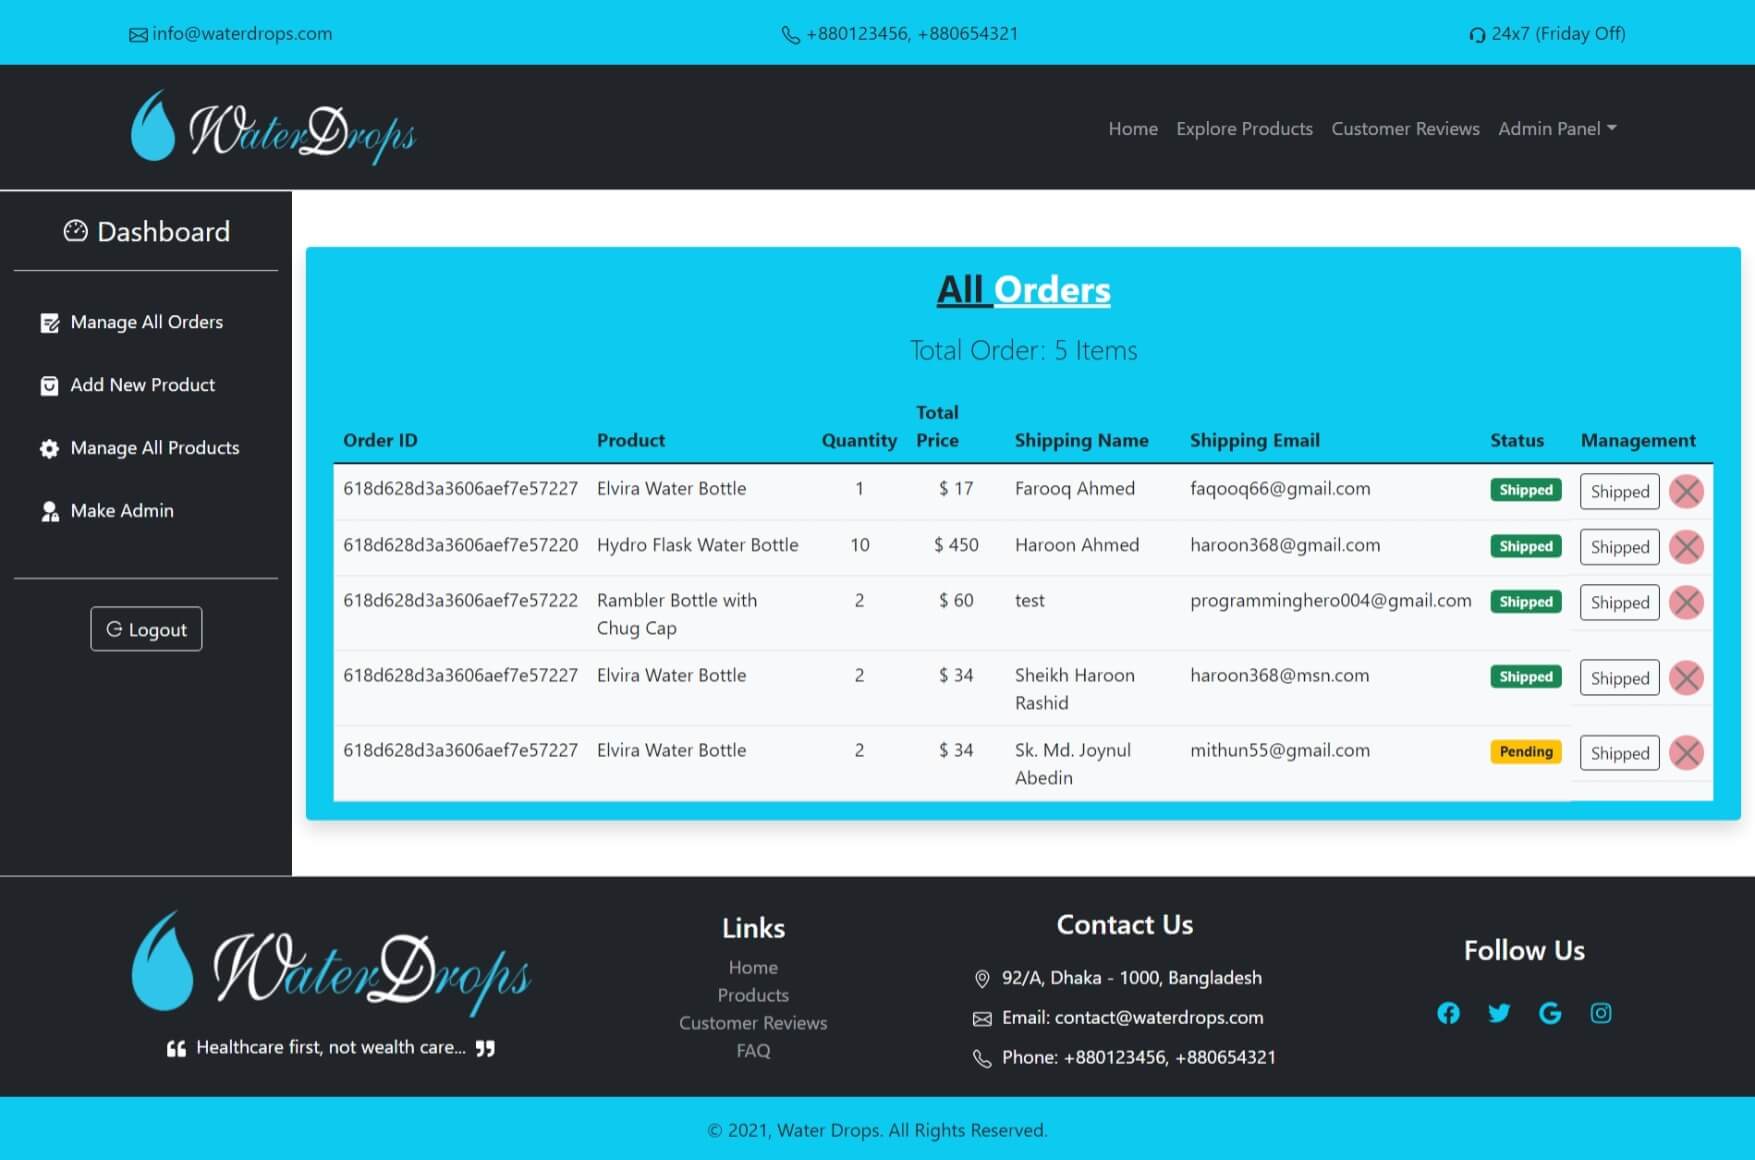 info@waterdrops.com
+880123456, +880654321
24x7 (Friday Off)
WaterDrops
Home Explore Products Customer Reviews Admin Panel
Dashboard
Manage All Orders
Add New Product
Manage All Products
Make Admin
Logout
All Orders
Total Order: 5 Items
Order ID Product Quantity Total Price Shipping Name Shipping Email Status Management
618d628d3a3606aef7e57227 Elvira Water Bottle 1 $ 17 Farooq Ahmed faqooq66@gmail.com Shipped Shipped
618d628d3a3606aef7e57220 Hydro Flask Water Bottle 10 $ 450 Haroon Ahmed haroon368@gmail.com Shipped Shipped
618d628d3a3606aef7e57222 Rambler Bottle with 2 $ 60 test programminghero004@gmail.com Shipped Shipped
Chug Cap
618d628d3a3606aef7e57227 Elvira Water Bottle 2 $ 34 Sheikh Haroon haroon368@msn.com Shipped Shipped
Rashid
618d628d3a3606aef7e57227 Elvira Water Bottle 2 $ 34 Sk. Md. Joynul mithun55@gmail.com Pending Shipped
Abedin
WaterDrops
“ Healthcare first, not wealth care... ”
Links
Home
Products
Customer Reviews
FAQ
Contact Us
92/A, Dhaka - 1000, Bangladesh
Email: contact@waterdrops.com
Phone: +880123456, +880654321
Follow Us
© 2021, Water Drops. All Rights Reserved.